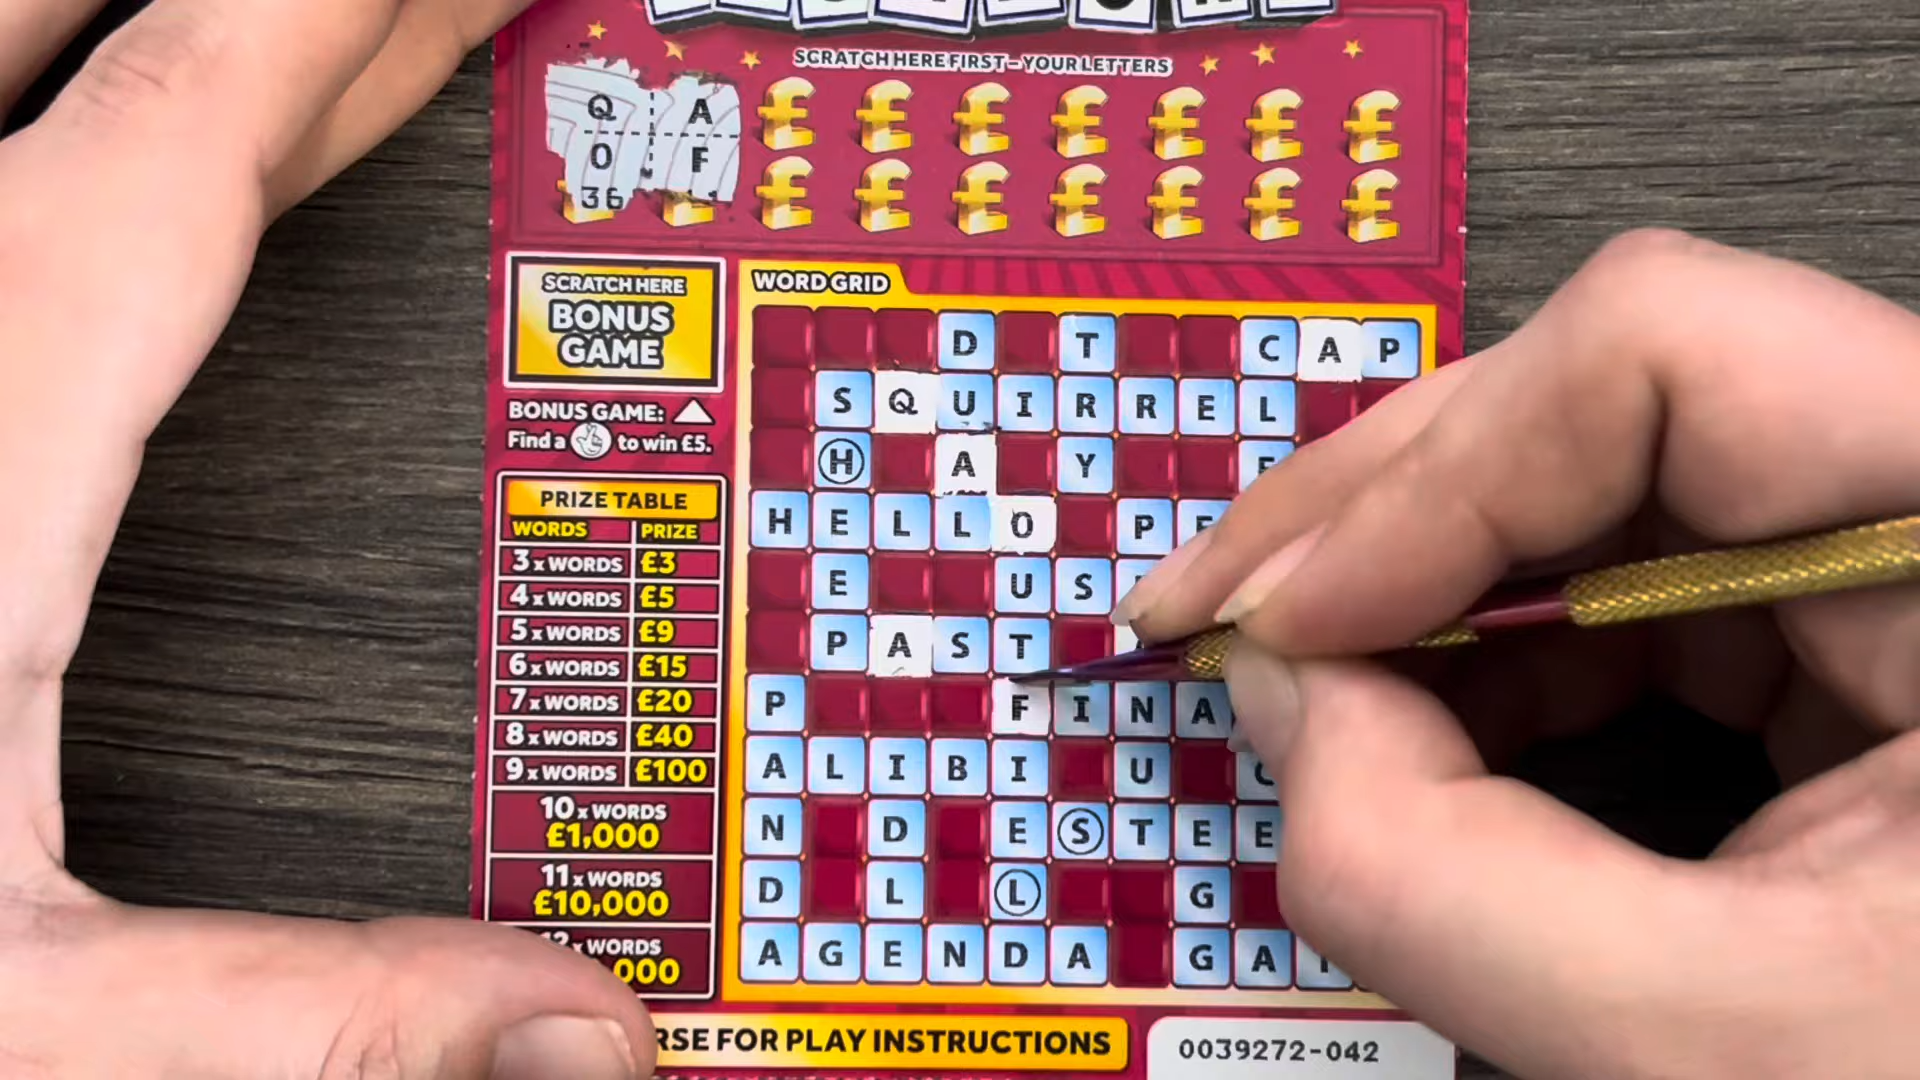 SCRATCH HERE FIRST – YOUR LETTERS
Q A
O F
36
SCRATCH HERE
BONUS
GAME
BONUS GAME:
Find a to win £5.
PRIZE TABLE
WORDS PRIZE
3 x WORDS £3
4 x WORDS £5
5 x WORDS £9
6 x WORDS £15
7 x WORDS £20
8 x WORDS £40
9 x WORDS £100
10 x WORDS
£1,000
11 x WORDS
£10,000
WORDS
WORD GRID
D T C A P
S Q U I R R E L
H A Y
H E L L O P
E U S
P A S T
P F I N A
A L I B I U
N D E S T E E
D L L G
A G E N D A G A
FOR PLAY INSTRUCTIONS
0039272-042